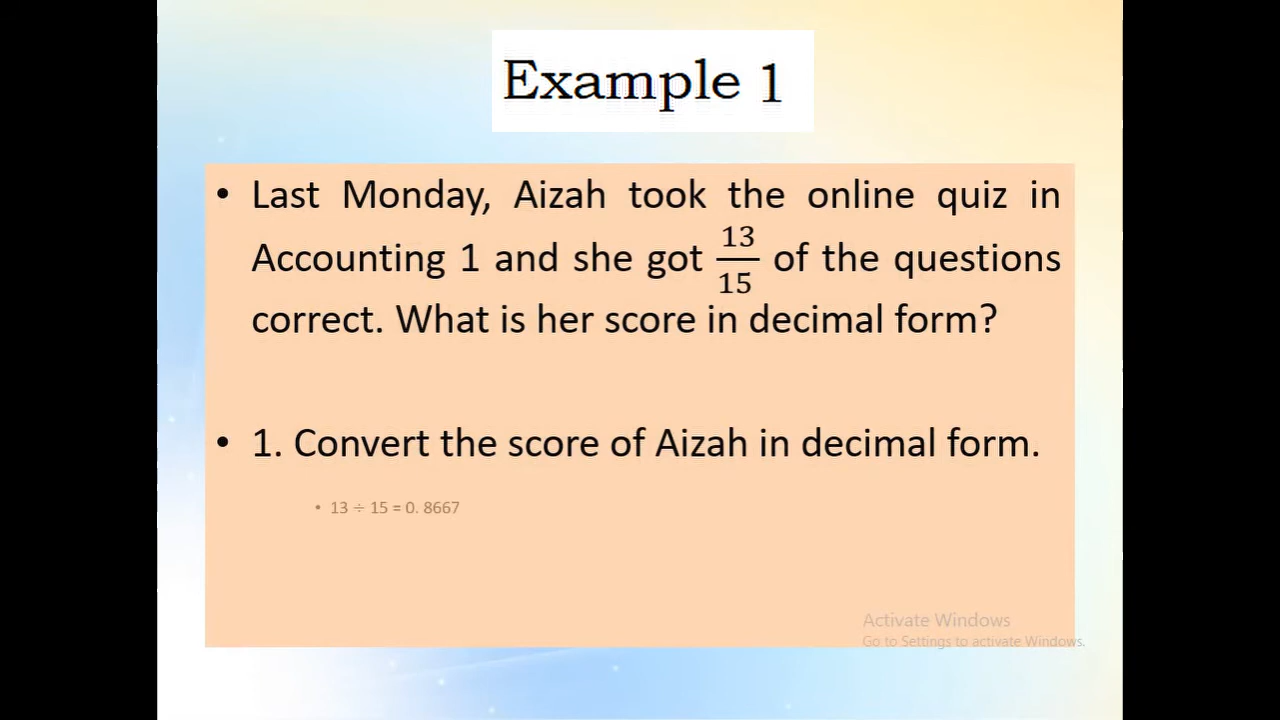 Example 1
• Last Monday, Aizah took the online quiz in
Accounting 1 and she got 13/15 of the questions
correct. What is her score in decimal form?
• 1. Convert the score of Aizah in decimal form.
• 13 ÷ 15 = 0. 8667
Activate Windows
Go to Settings to activate Windows.